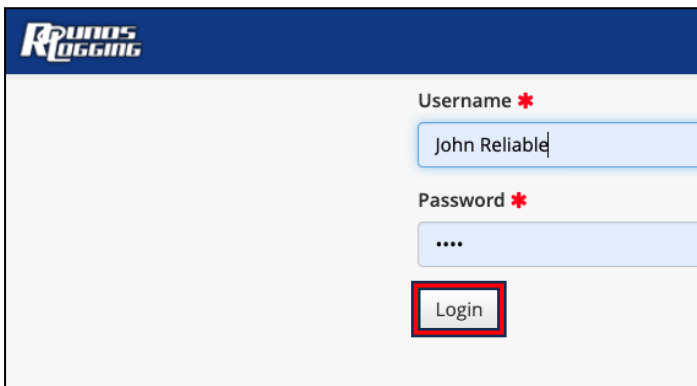 Rounds
Logging
Username *
John Reliable
Password *
••••
Login